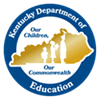 Kentucky Department of
Our
Children,
Our
Commonwealth
Education